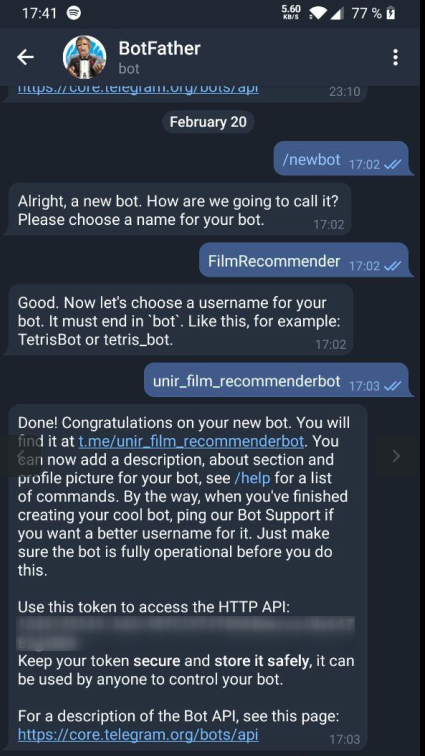 17:41
5.60
KB/S
77 %
BotFather
bot
https://core.telegram.org/bots/api
23:10
February 20
/newbot 17:02
Alright, a new bot. How are we going to call it?
Please choose a name for your bot.
17:02
FilmRecommender 17:02
Good. Now let's choose a username for your
bot. It must end in `bot`. Like this, for example:
TetrisBot or tetris_bot.
17:02
unir_film_recommenderbot 17:03
Done! Congratulations on your new bot. You will
find it at t.me/unir_film_recommenderbot. You
can now add a description, about section and
profile picture for your bot, see /help for a list
of commands. By the way, when you've finished
creating your cool bot, ping our Bot Support if
you want a better username for it. Just make
sure the bot is fully operational before you do
this.
Use this token to access the HTTP API:
Keep your token secure and store it safely, it can
be used by anyone to control your bot.
For a description of the Bot API, see this page:
https://core.telegram.org/bots/api
17:03